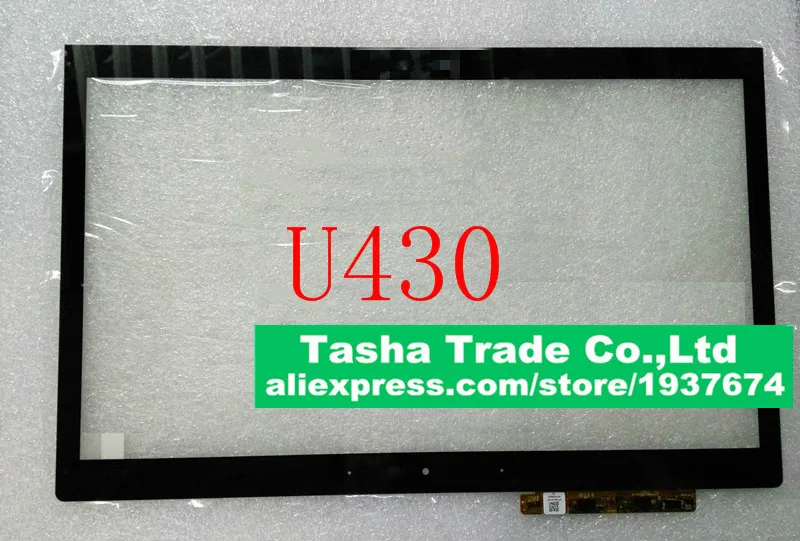 U430
Tasha Trade Co.,Ltd
aliexpress.com/store/1937674